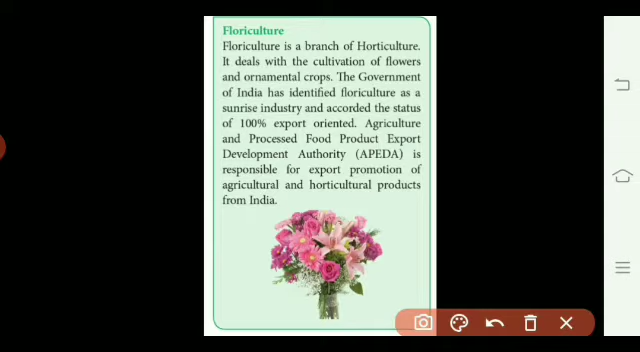 Floriculture
Floriculture is a branch of Horticulture.
It deals with the cultivation of flowers
and ornamental crops. The Government
of India has identified floriculture as a
sunrise industry and accorded the status
of 100% export oriented. Agriculture
and Processed Food Product Export
Development Authority (APEDA) is
responsible for export promotion of
agricultural and horticultural products
from India.